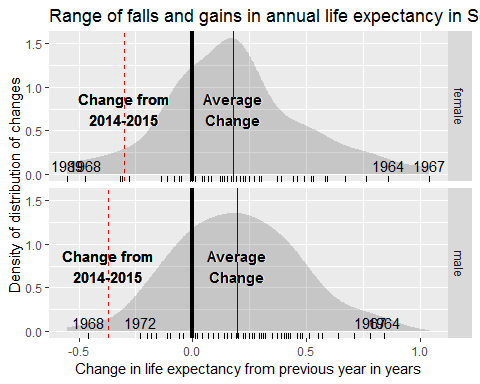 Range of falls and gains in annual life expectancy in S
Density of distribution of changes
1.5
1.0
0.5
0.0
Change from
2014-2015
Average
Change
1989
1968
1964
1967
female
1.5
1.0
0.5
0.0
Change from
2014-2015
Average
Change
1968
1972
1964
male
-0.5
0.0
0.5
1.0
Change in life expectancy from previous year in years